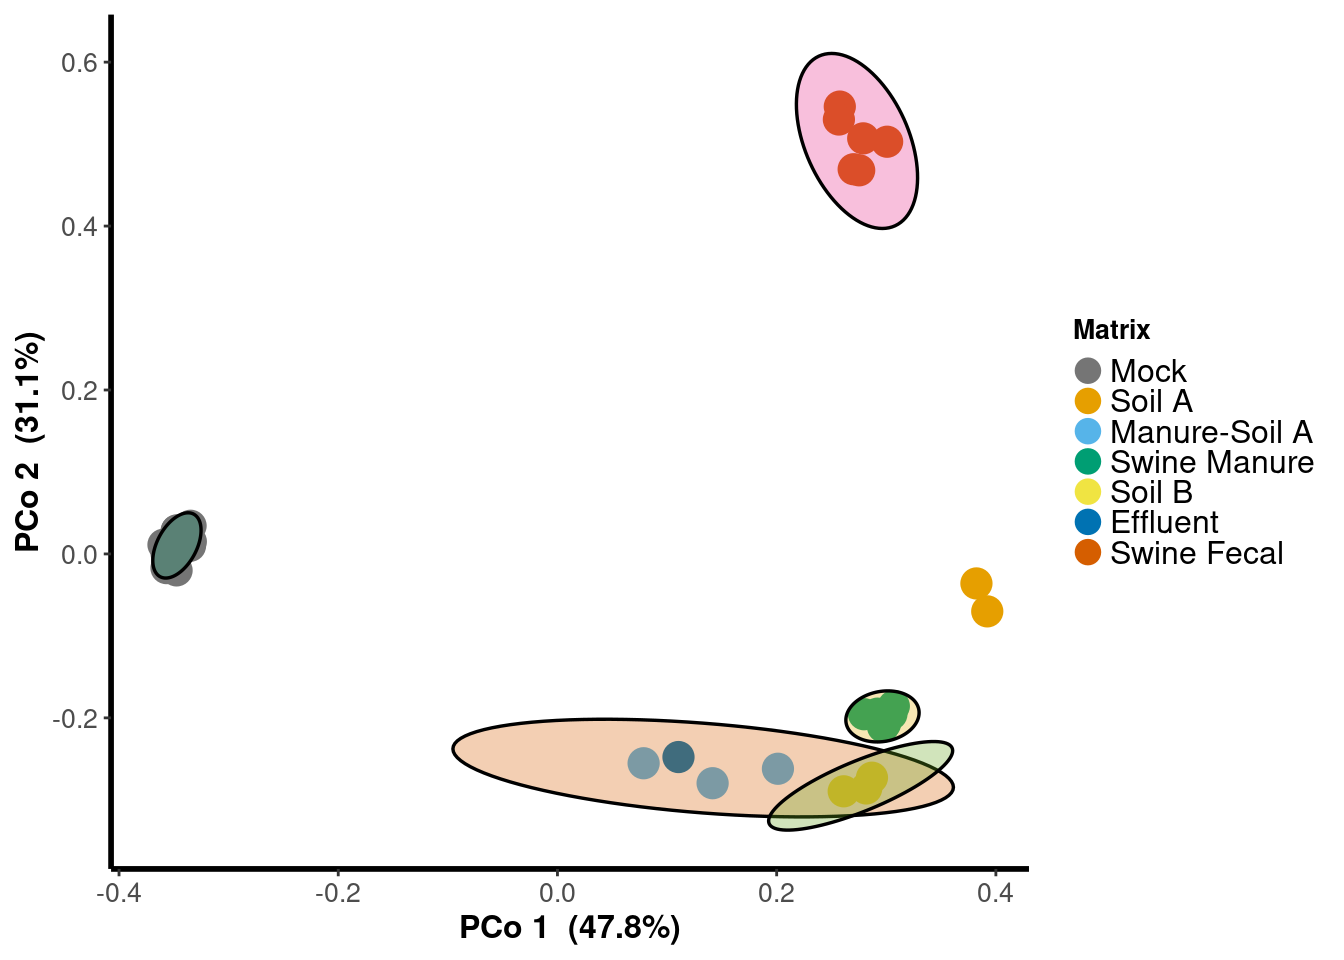 0.6
0.4
0.2
0.0
-0.2
PCo 2  (31.1%)
-0.4
-0.2
0.0
0.2
0.4
PCo 1  (47.8%)
Matrix
Mock
Soil A
Manure-Soil A
Swine Manure
Soil B
Effluent
Swine Fecal